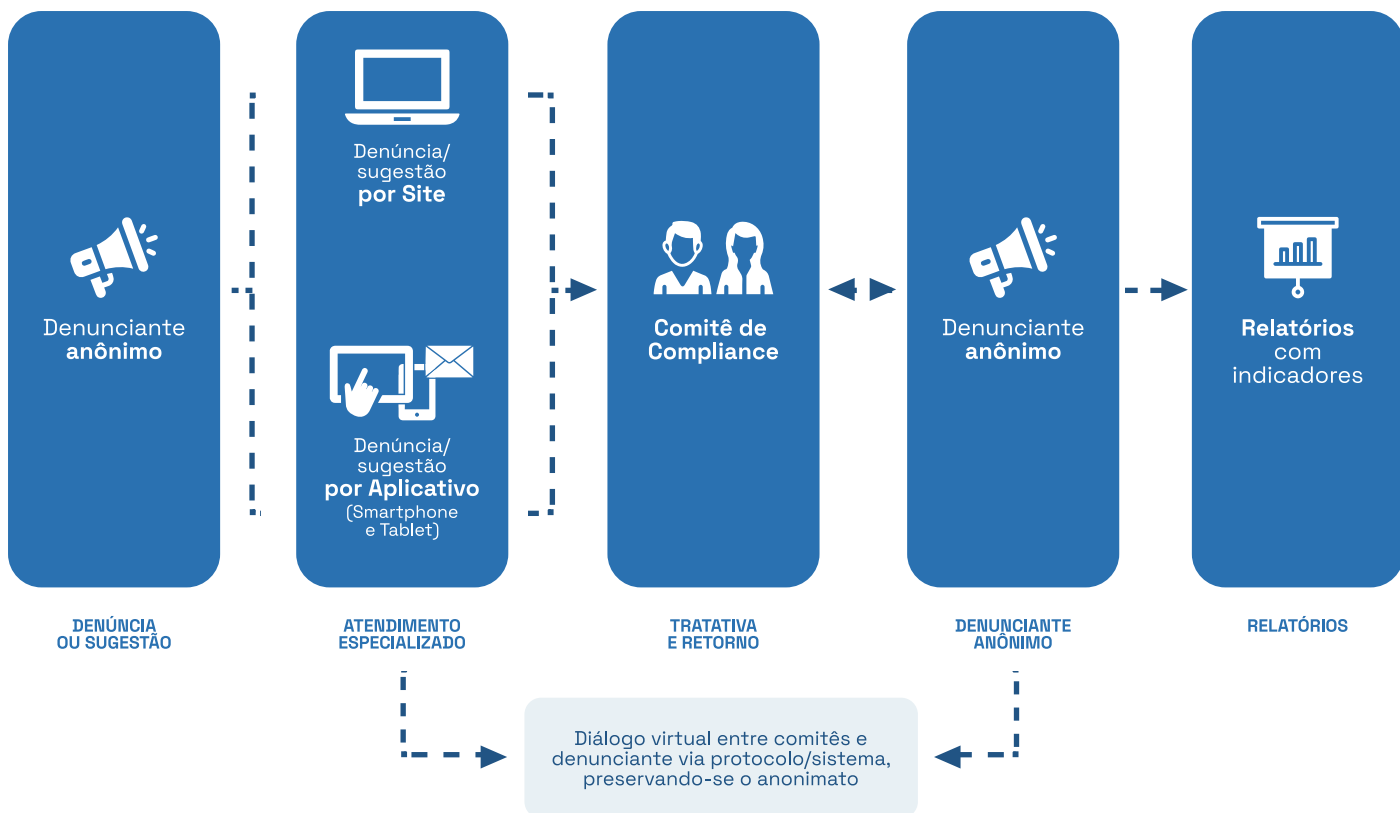 Denunciante
anônimo
Denúncia/
sugestão
por Site
Denúncia/
sugestão
por Aplicativo
(Smartphone
e Tablet)
Comitê de
Compliance
Denunciante
anônimo
Relatórios
com
indicadores
DENÚNCIA
OU SUGESTÃO
ATENDIMENTO
ESPECIALIZADO
TRATATIVA
E RETORNO
DENUNCIANTE
ANÔNIMO
RELATÓRIOS
Diálogo virtual entre comitês e
denunciante via protocolo/sistema,
preservando-se o anonimato